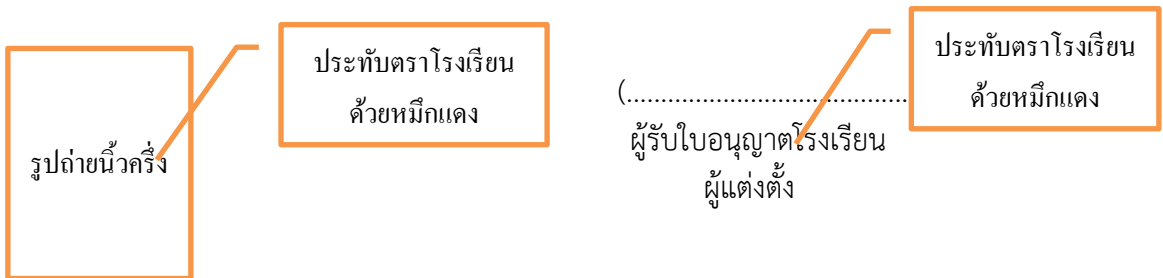 รูปถ่ายนิ้วครึ่ง
ประทับตราโรงเรียน
ด้วยหมึกแดง
(........................................
ผู้รับใบอนุญาตโรงเรียน
ผู้แต่งตั้ง
ประทับตราโรงเรียน
ด้วยหมึกแดง